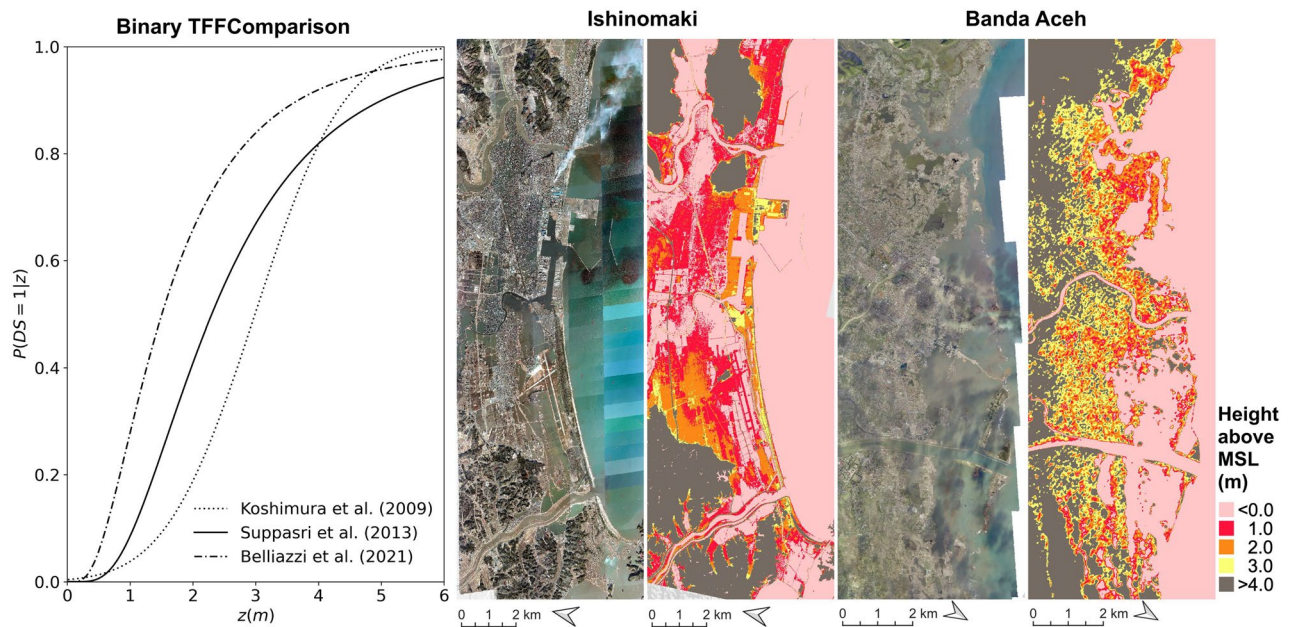 Binary TFFComparison
Ishinomaki
Banda Aceh
1.0
0.8
0.6
0.4
0.2
0.0
P(DS = 1|z)
0 1 2 3 4 5 6
z(m)
Koshimura et al. (2009)
Suppasri et al. (2013)
Belliazzi et al. (2021)
0 1 2 km
0 1 2 km
0 1 2 km
0 1 2 km
Height
above
MSL
(m)
<0.0
1.0
2.0
3.0
>4.0